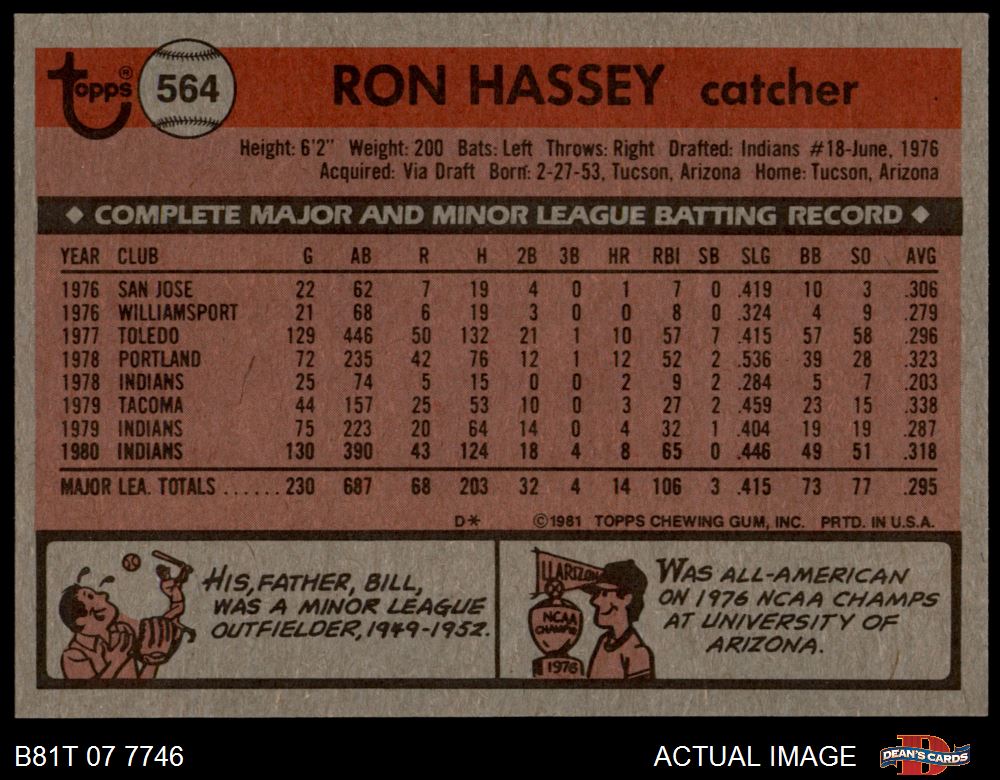 topps®
564
RON HASSEY catcher
Height: 6'2" Weight: 200 Bats: Left Throws: Right Drafted: Indians #18-June, 1976
Acquired: Via Draft Born: 2-27-53, Tucson, Arizona Home: Tucson, Arizona
◆ COMPLETE MAJOR AND MINOR LEAGUE BATTING RECORD ◆
YEAR CLUB G AB R H 2B 3B HR RBI SB SLG BB SO AVG
1976 SAN JOSE 22 62 7 19 4 0 1 7 0 .419 10 3 .306
1976 WILLIAMSPORT 21 68 6 19 3 0 0 8 0 .324 4 9 .279
1977 TOLEDO 129 446 50 132 21 1 10 57 7 .415 57 58 .296
1978 PORTLAND 72 235 42 76 12 1 12 52 2 .536 39 28 .323
1978 INDIANS 25 74 5 15 0 0 2 9 2 .284 5 7 .203
1979 TACOMA 44 157 25 53 10 0 3 27 2 .459 23 15 .338
1979 INDIANS 75 223 20 64 14 0 4 32 1 .404 19 19 .287
1980 INDIANS 130 390 43 124 18 4 8 65 0 .446 49 51 .318
MAJOR LEA. TOTALS ...... 230 687 68 203 32 4 14 106 3 .415 73 77 .295
D* ©1981 TOPPS CHEWING GUM, INC. PRTD. IN U.S.A.
HIS, FATHER, BILL,
WAS A MINOR LEAGUE
OUTFIELDER, 1949-1952.
NCAA
CHAMPS
1976
WAS ALL-AMERICAN
ON 1976 NCAA CHAMPS
AT UNIVERSITY OF
ARIZONA.
B81T 07 7746
ACTUAL IMAGE
DEAN'S CARDS